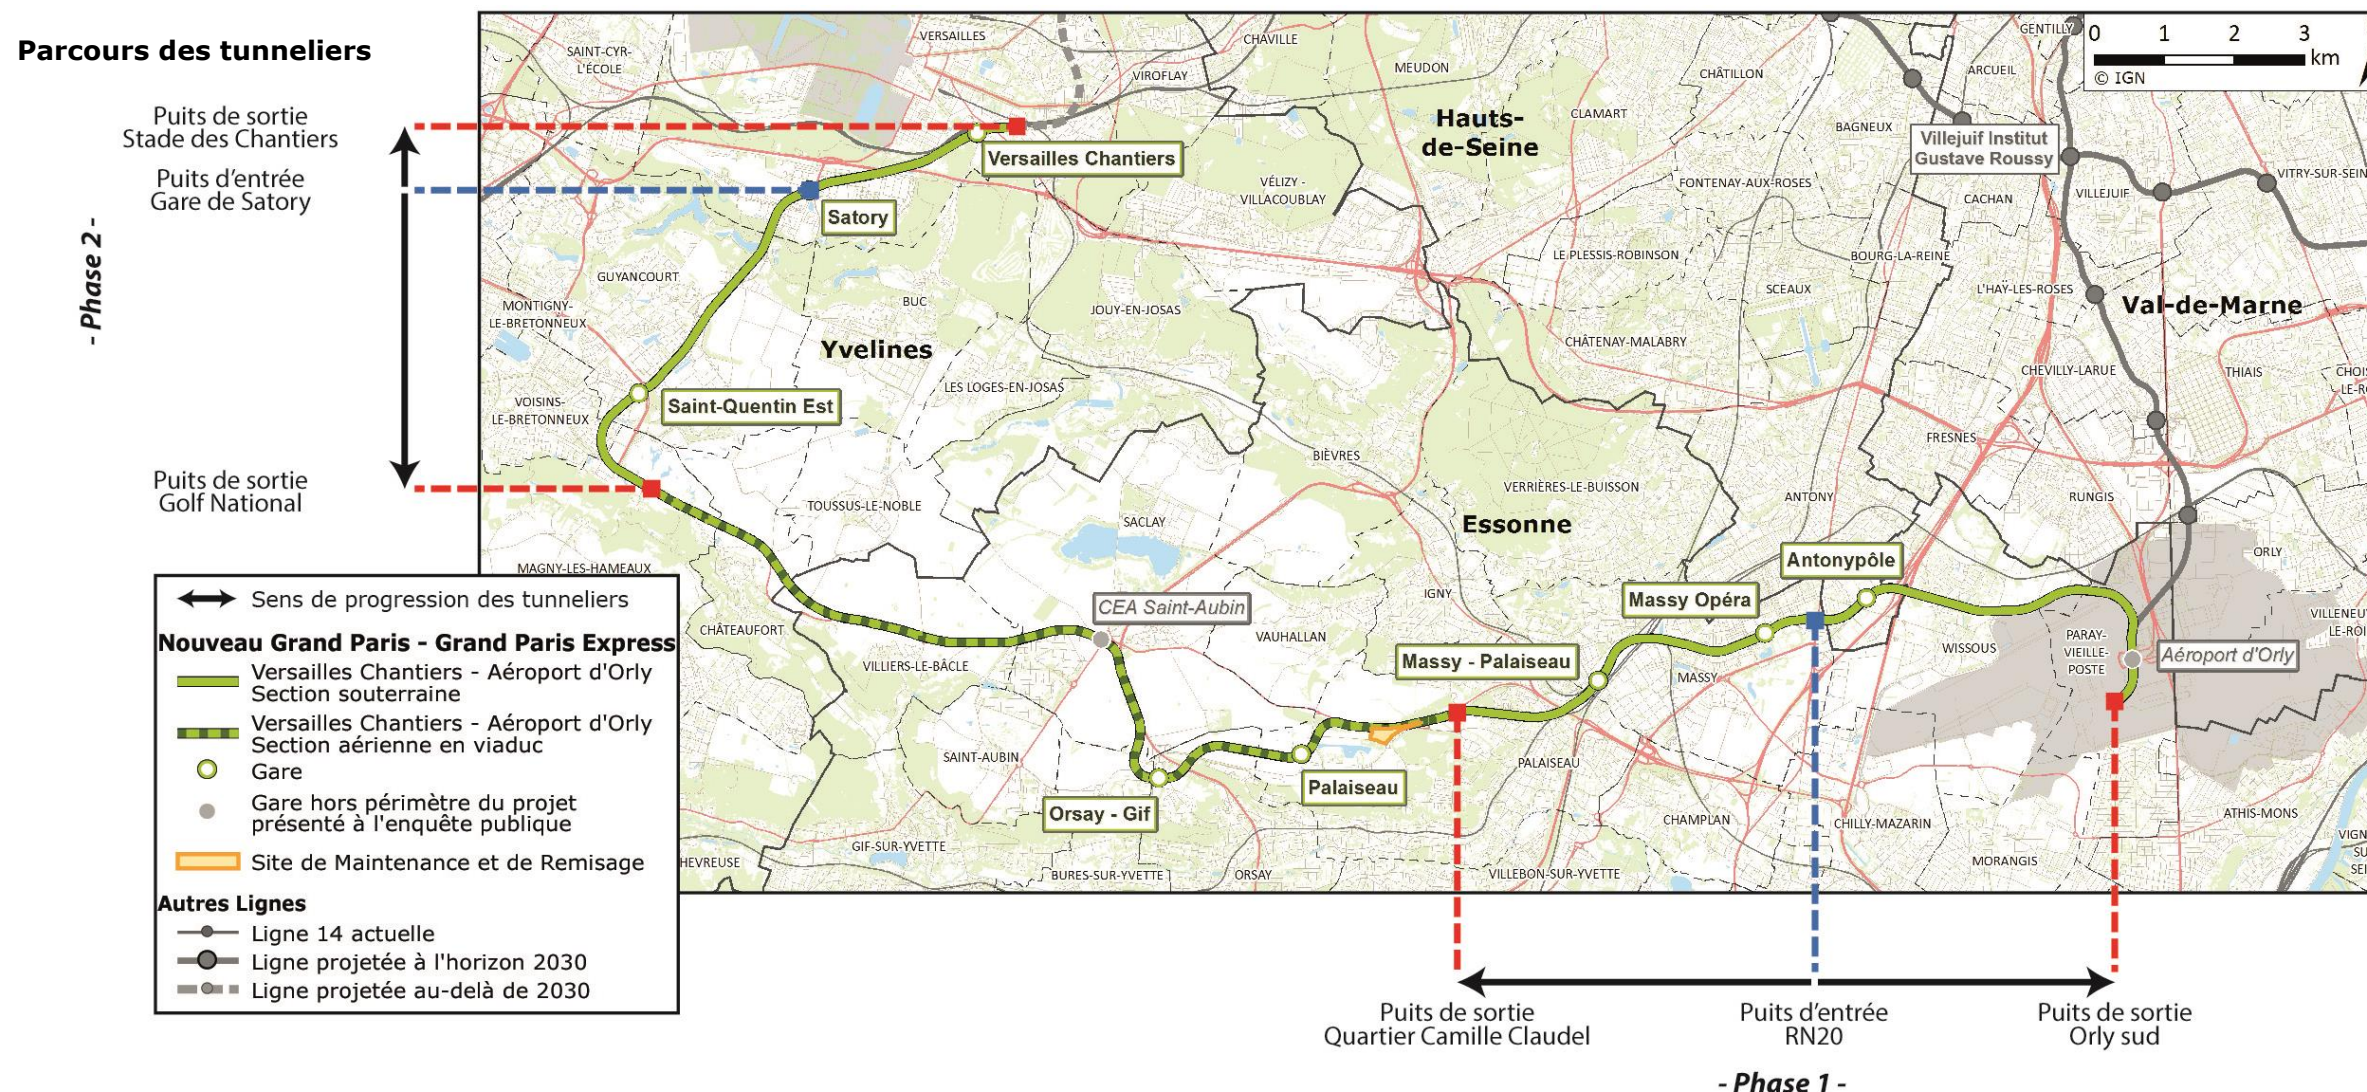 Parcours des tunneliers
Puits de sortie
Stade des Chantiers
Puits d'entrée
Gare de Satory
- Phase 2 -
Puits de sortie
Golf National
SAINT-CYR-
L'ÉCOLE
VERSAILLES
CHAVILLE
VIROFLAY
MEUDON
CHÂTILLON
GENTILLY
ARCUEIL
0 1 2 3
km
© IGN
Hauts-
de-Seine
CLAMART
BAGNEUX
Villejuif Institut
Gustave Roussy
Versailles Chantiers
VÉLIZY -
VILLACOUBLAY
FONTENAY-AUX-ROSES
CACHAN
VILLEJUIF
VITRY-SUR-SEIN
Satory
GUYANCOURT
LE PLESSIS-ROBINSON
BOURG-LA-REINE
SCEAUX
L'HAŸ-LES-ROSES
Val-de-Marne
MONTIGNY-
LE-BRETONNEUX
BUC
JOUY-EN-JOSAS
Yvelines
CHÂTENAY-MALABRY
CHEVILLY-LARUE
THIAIS
CHOIS
LE-R
LES LOGES-EN-JOSAS
VOISINS-
LE-BRETONNEUX
Saint-Quentin Est
FRESNES
BIÈVRES
VERRIÈRES-LE-BUISSON
ANTONY
RUNGIS
TOUSSUS-LE-NOBLE
SACLAY
Essonne
ORLY
MAGNY-LES-HAMEAUX
Antonypôle
IGNY
Massy Opéra
CEA Saint-Aubin
VILLENEU
LE-ROI
CHÂTEAUFORT
VAUHALLAN
PARAY-
VIEILLE-
POSTE
WISSOUS
Aéroport d'Orly
VILLIERS-LE-BÂCLE
Massy - Palaiseau
MASSY
SAINT-AUBIN
PALAISEAU
Palaiseau
Orsay - Gif
CHAMPLAN
CHILLY-MAZARIN
ATHIS-MONS
VIGN
SU
SEI
GIF-SUR-YVETTE
HEVREUSE
BURES-SUR-YVETTE
ORSAY
VILLEBON-SUR-YVETTE
MORANGIS
Sens de progression des tunneliers
Nouveau Grand Paris - Grand Paris Express
Versailles Chantiers - Aéroport d'Orly
Section souterraine
Versailles Chantiers - Aéroport d'Orly
Section aérienne en viaduc
Gare
Gare hors périmètre du projet
présenté à l'enquête publique
Site de Maintenance et de Remisage
Autres Lignes
Ligne 14 actuelle
Ligne projetée à l'horizon 2030
Ligne projetée au-delà de 2030
Puits de sortie
Quartier Camille Claudel
Puits d'entrée
RN20
Puits de sortie
Orly sud
- Phase 1 -